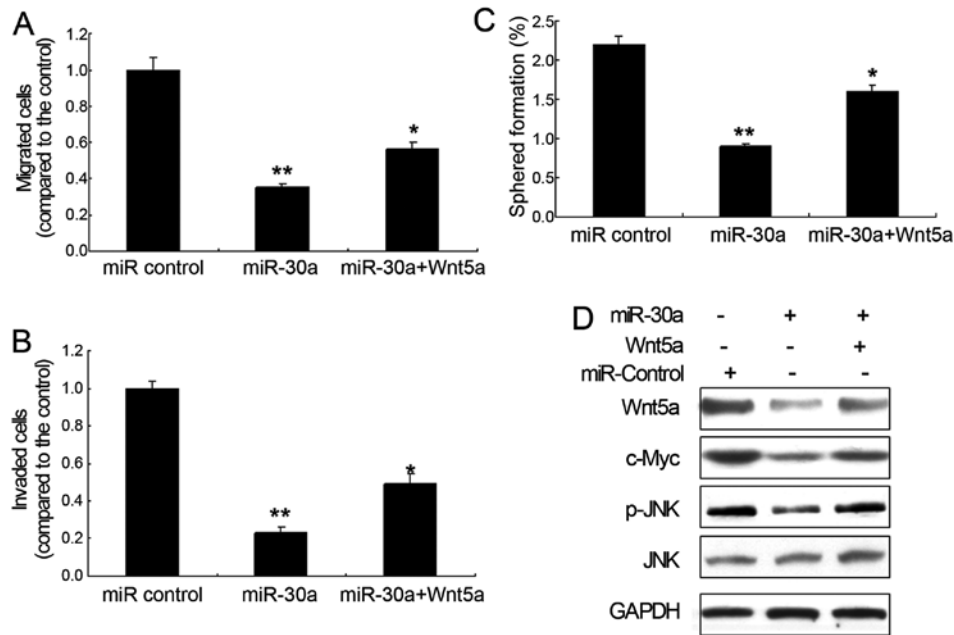 A
Migrated cells
(compared to the control)
1.2
1.0
0.8
0.6
0.4
0.2
0.0
**
*
miR control miR-30a miR-30a+Wnt5a
B
Invaded cells
(compared to the control)
1.2
1.0
0.8
0.6
0.4
0.2
0.0
**
*
miR control miR-30a miR-30a+Wnt5a
C
Sphered formation (%)
2.5
2.0
1.5
1.0
0.5
0.0
**
*
miR control miR-30a miR-30a+Wnt5a
D
miR-30a - + +
Wnt5a - - +
miR-Control + - -
Wnt5a
c-Myc
p-JNK
JNK
GAPDH